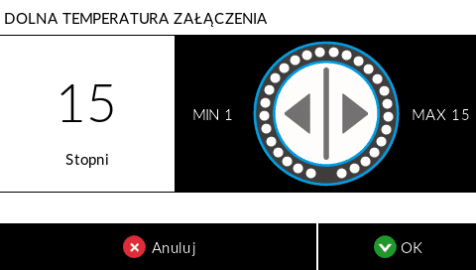 DOLNA TEMPERATURA ZAŁĄCZENIA
15
Stopni
MIN 1
MAX 15
Anuluj
OK